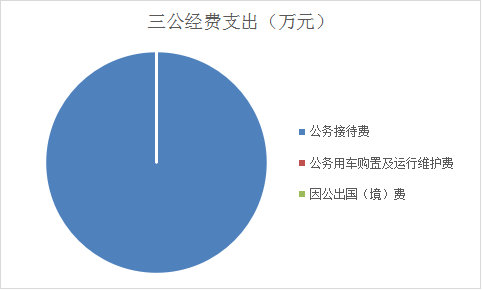 三公经费支出（万元）
公务接待费
公务用车购置及运行维护费
因公出国（境）费